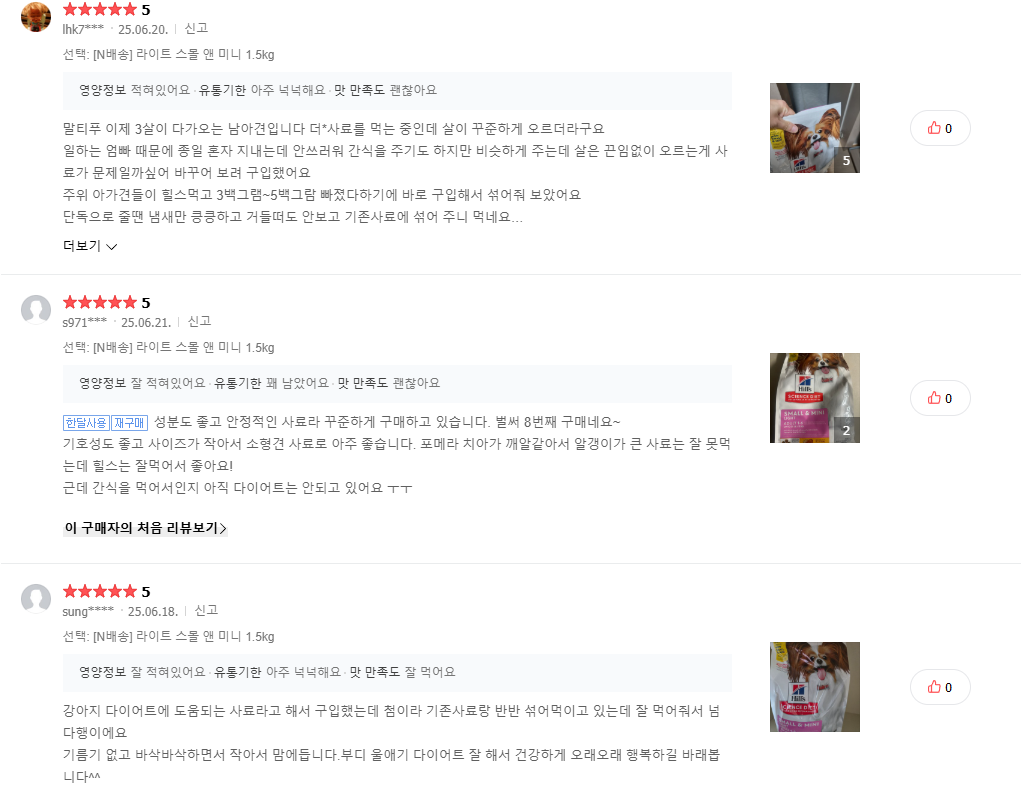 5
lhk7*** · 25.06.20. | 신고
선택: [N배송] 라이트 스몰 앤 미니 1.5kg
영양정보 적혀있어요 · 유통기한 아주 넉넉해요 · 맛 만족도 괜찮아요
말티푸 이제 3살이 다가오는 남아견입니다 더*사료를 먹는 중인데 살이 꾸준하게 오르더라구요
일하는 엄빠 때문에 종일 혼자 지내는데 안쓰러워 간식을 주기도 하지만 비슷하게 주는데 살은 끈임없이 오르는게 사
료가 문제일까싶어 바꾸어 보려 구입했어요
주위 아가견들이 힐스먹고 3백그램~5백그람 빠졌다하기에 바로 구입해서 섞어줘 보았어요
단독으로 줄땐 냄새만 킁킁하고 거들떠도 안보고 기존사료에 섞어 주니 먹네요...
더보기
5
0
5
s971*** · 25.06.21. | 신고
선택: [N배송] 라이트 스몰 앤 미니 1.5kg
영양정보 잘 적혀있어요 · 유통기한 꽤 남았어요 · 맛 만족도 괜찮아요
한달사용 재구매 성분도 좋고 안정적인 사료라 꾸준하게 구매하고 있습니다. 벌써 8번째 구매네요~
기호성도 좋고 사이즈가 작아서 소형견 사료로 아주 좋습니다. 포메라 치아가 깨알같아서 알갱이가 큰 사료는 잘 못먹
는데 힐스는 잘먹어서 좋아요!
근데 간식을 먹어서인지 아직 다이어트는 안되고 있어요 ㅜㅜ
이 구매자의 처음 리뷰보기
Hill's
SCIENCE DIET
SMALL & MINI
2
0
5
sung**** · 25.06.18. | 신고
선택: [N배송] 라이트 스몰 앤 미니 1.5kg
영양정보 잘 적혀있어요 · 유통기한 아주 넉넉해요 · 맛 만족도 잘 먹어요
강아지 다이어트에 도움되는 사료라고 해서 구입했는데 첨이라 기존사료랑 반반 섞어먹이고 있는데 잘 먹어줘서 넘
다행이에요
기름기 없고 바삭바삭하면서 작아서 맘에듭니다.부디 울애기 다이어트 잘 해서 건강하게 오래오래 행복하길 바래봅
니다^^
Hill's
SCIENCE DIET
SMALL & MINI
0